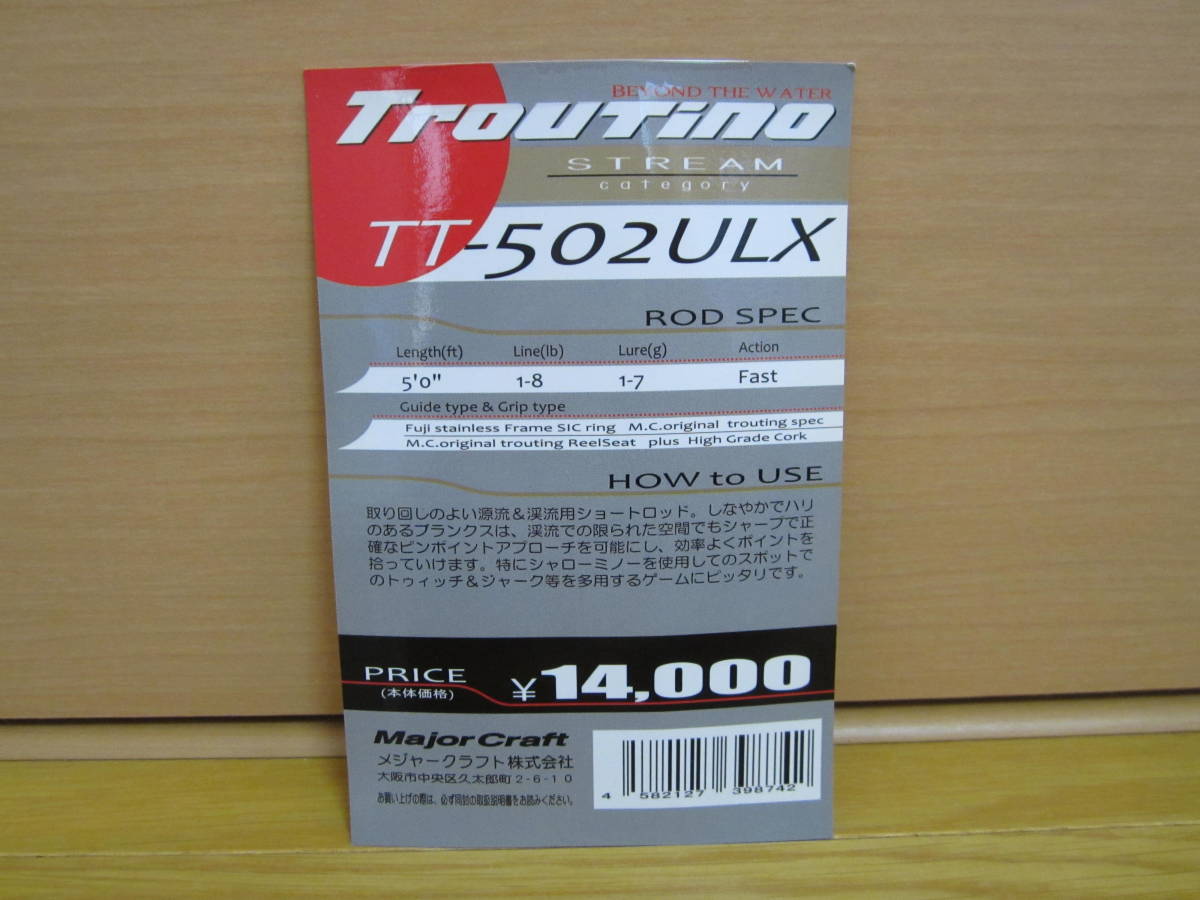 BEYOND THE WATER
TROUTINO
STREAM
category
TT-502ULX
ROD SPEC
Length(ft) Line(lb) Lure(g) Action
5'0" 1-8 1-7 Fast
Guide type & Grip type
Fuji stainless Frame SIC ring M.C.original trouting spec
M.C.original trouting ReelSeat plus High Grade Cork
HOW to USE
取り回しのよい源流&渓流用ショートロッド。しなやかでハリ
のあるブランクスは、渓流での限られた空間でもシャープで正
確なピンポイントアプローチを可能にし、効率よくポイントを
拾っていけます。特にシャローミノーを使用してのスポットで
のトゥィッチ&ジャーク等を多用するゲームにピッタリです。
PRICE
(本体価格)
¥14,000
Major Craft
メジャークラフト株式会社
大阪市中央区久太郎町2-6-10
お買い上げの際は、必ず同封の取扱説明書をお読みください。
4 582127 398742